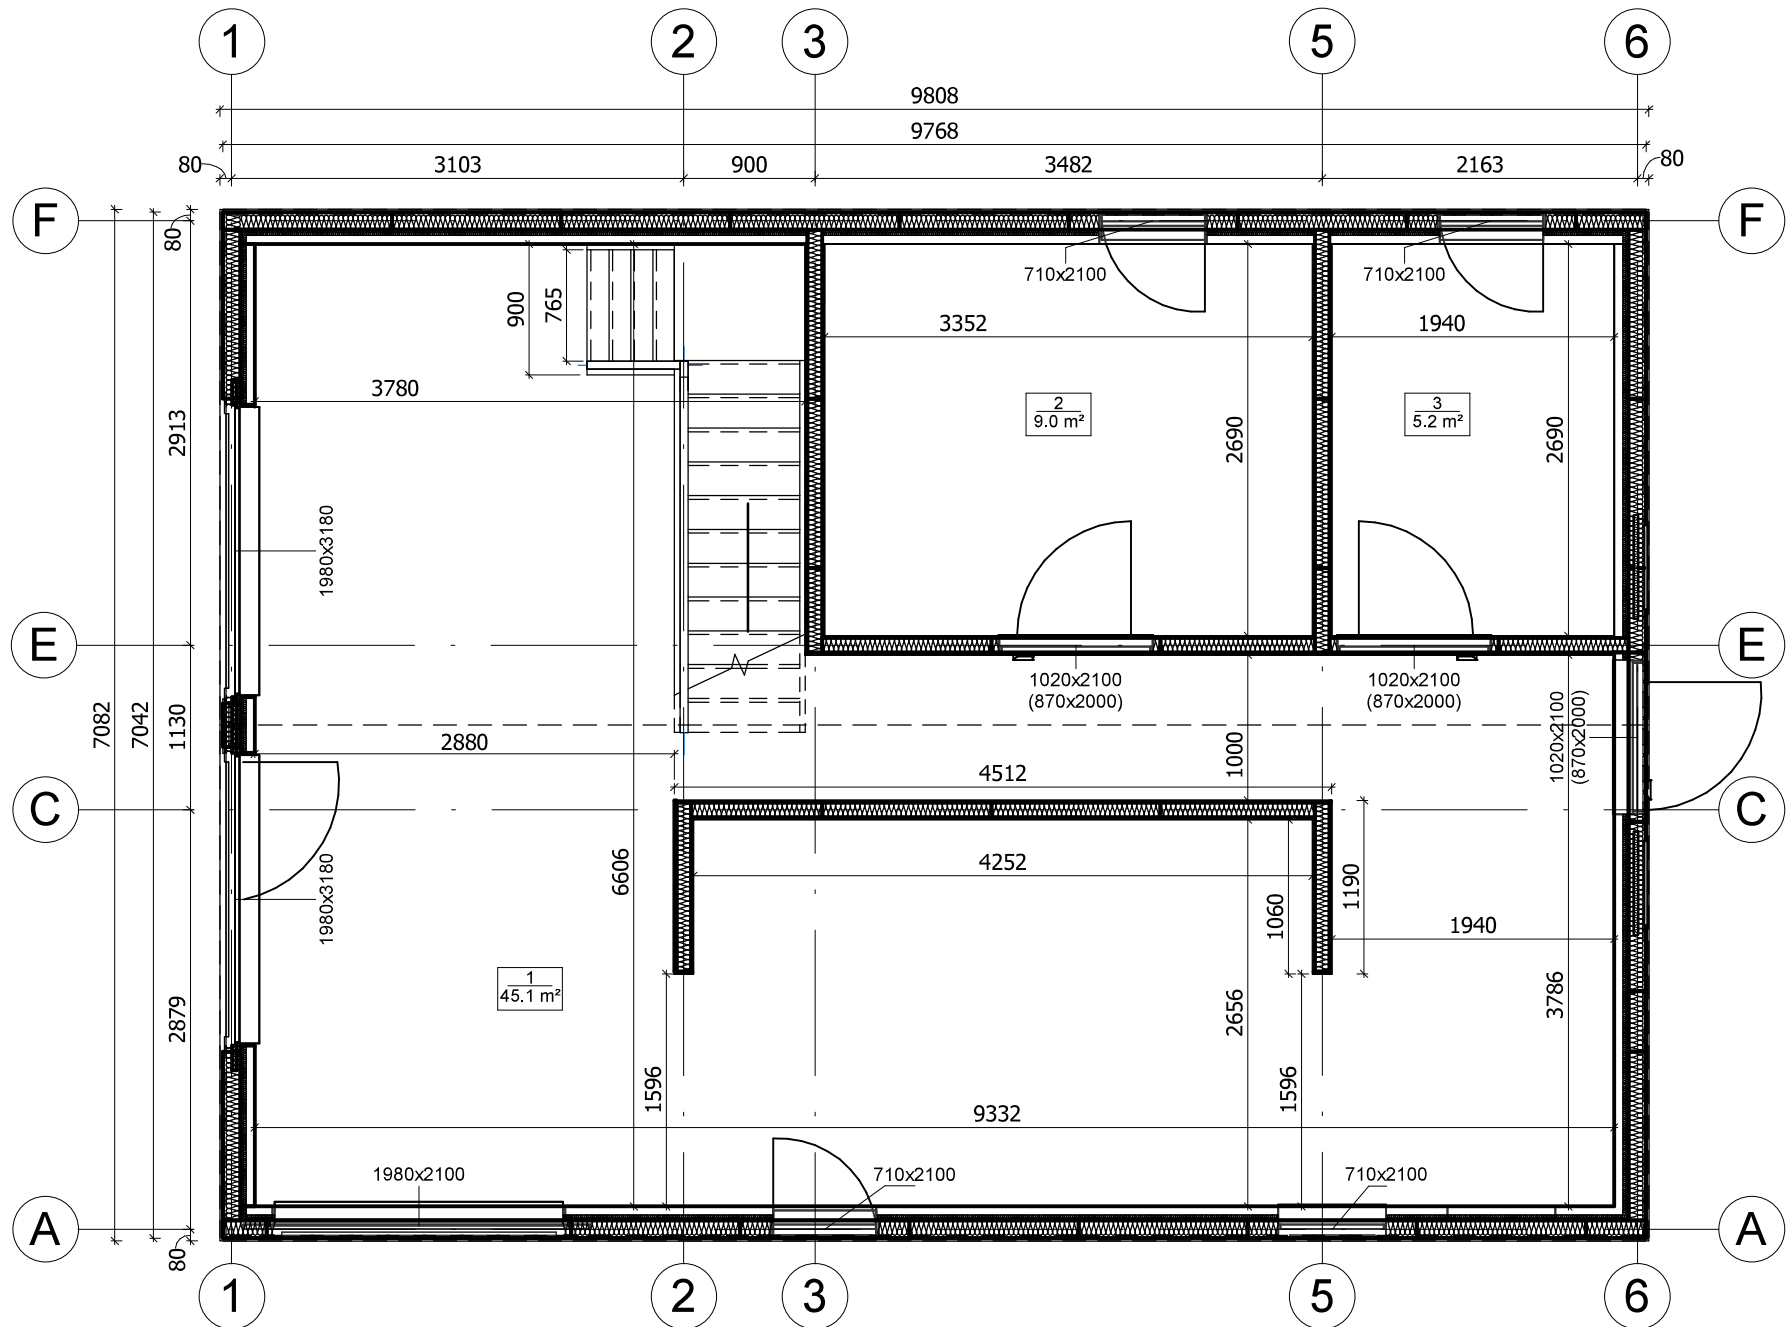 1 2 3 5 6
9808
9768
80 3103 900 3482 2163 80
F F
80
710x2100 710x2100
900 765
3352 1940
3780
2
9.0 m²
3
5.2 m²
2913 2690 2690
1980x3180
E E
1020x2100 1020x2100
(870x2000) (870x2000)
1020x2100
(870x2000)
7082 7042 1130
2880 1000
4512
C C
4252
6606 1060 1190
1980x3180
1940
1
45.1 m²
2879 2656 3786
1596 1596
9332
1980x2100 710x2100 710x2100
A A
80
1 2 3 5 6